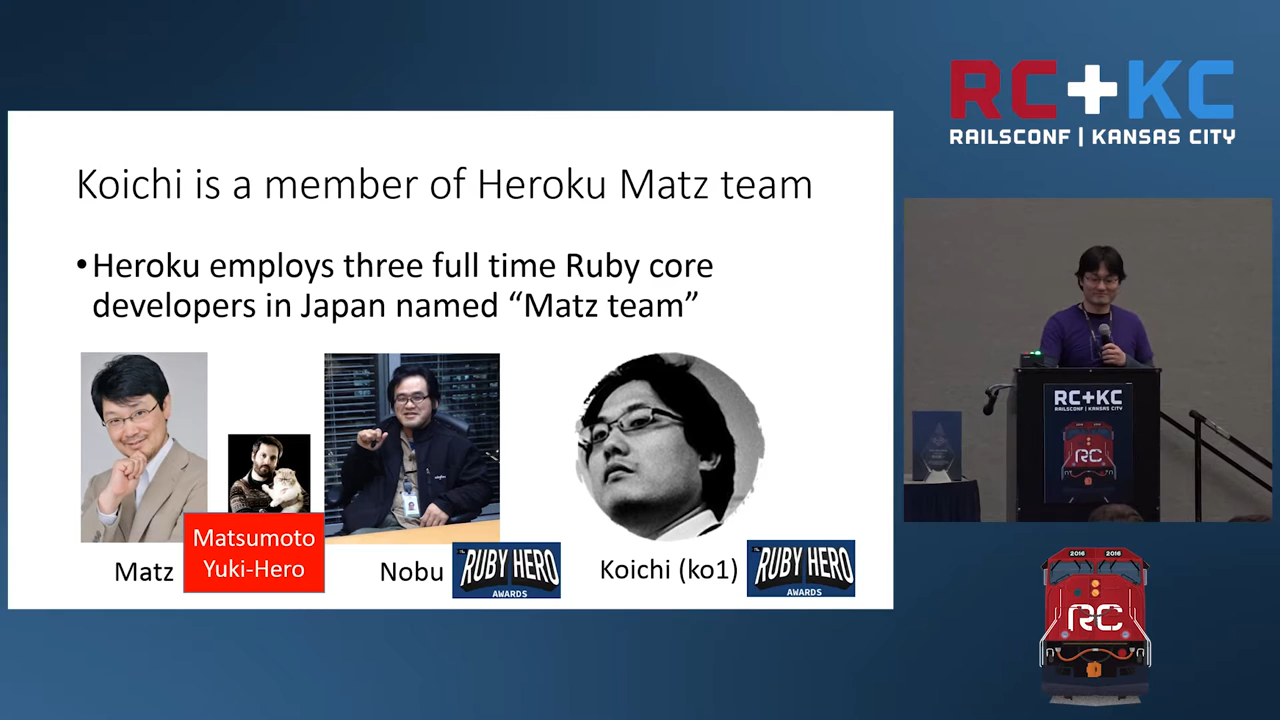 RC+KC
RAILSCONF | KANSAS CITY
Koichi is a member of Heroku Matz team
•Heroku employs three full time Ruby core
developers in Japan named “Matz team”
Matz
Matsumoto
Yuki-Hero
Nobu
The
RUBY HERO
AWARDS
Koichi (ko1)
The
RUBY HERO
AWARDS
RC+KC
RAILSCONF | KANSAS CITY
RC
2016
2016
RC